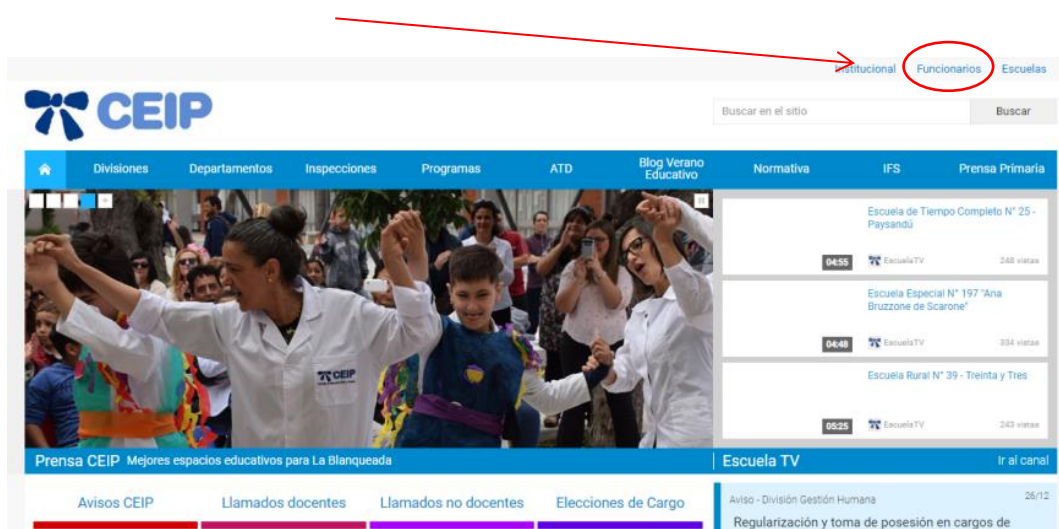 Institucional Funcionarios Escuelas
CEIP
Buscar en el sitio Buscar
Divisiones Departamentos Inspecciones Programas ATD Blog Verano Educativo Normativa IFS Prensa Primaria
Escuela de Tiempo Completo N° 25 -
Paysandú
04:55 EscuelaTV 248 vistas
Escuela Especial N° 197 "Ana
Bruzzone de Scarone"
04:48 EscuelaTV 334 vistas
CEIP
Escuela Rural N° 39 - Treinta y Tres
05:25 EscuelaTV 243 vistas
Prensa CEIP Mejores espacios educativos para La Blanqueada
Escuela TV Ir al canal
Avisos CEIP Llamados docentes Llamados no docentes Elecciones de Cargo
Aviso - División Gestión Humana 26/12
Regularización y toma de posesión en cargos de